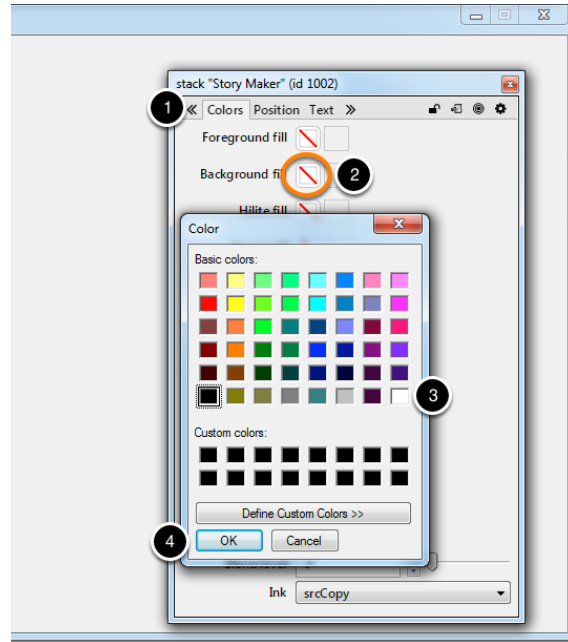 stack "Story Maker" (id 1002)
1
« Colors Position Text »
Foreground fill
Background fill
2
Hilite fill
Color
Basic colors:
3
Custom colors:
Define Custom Colors >>
4
OK Cancel
Ink srcCopy